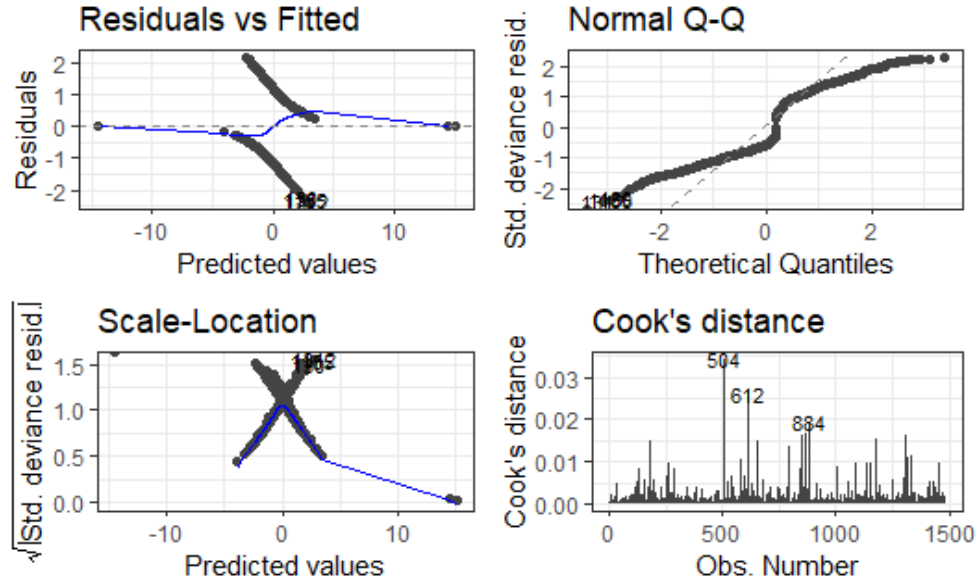 Residuals vs Fitted
Residuals
2
1
0
-1
-2
-10
0
10
Predicted values
Normal Q-Q
Std. deviance resid.
2
1
0
-1
-2
-2
0
2
Theoretical Quantiles
Scale-Location
√|Std. deviance resid.|
1.5
1.0
0.5
0.0
-10
0
10
Predicted values
Cook's distance
Cook's distance
0.03
0.02
0.01
0.00
504
612
884
0
500
1000
1500
Obs. Number